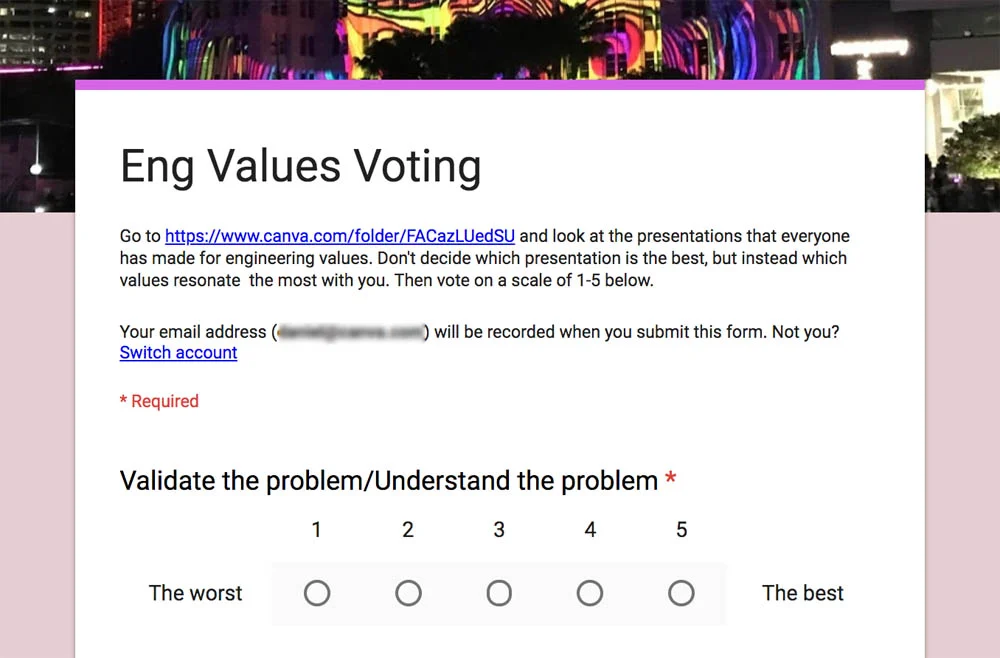 Eng Values Voting
Go to https://www.canva.com/folder/FACazLUedSU and look at the presentations that everyone
has made for engineering values. Don't decide which presentation is the best, but instead which
values resonate the most with you. Then vote on a scale of 1-5 below.
Your email address () will be recorded when you submit this form. Not you?
Switch account
* Required
Validate the problem/Understand the problem *
1 2 3 4 5
The worst The best